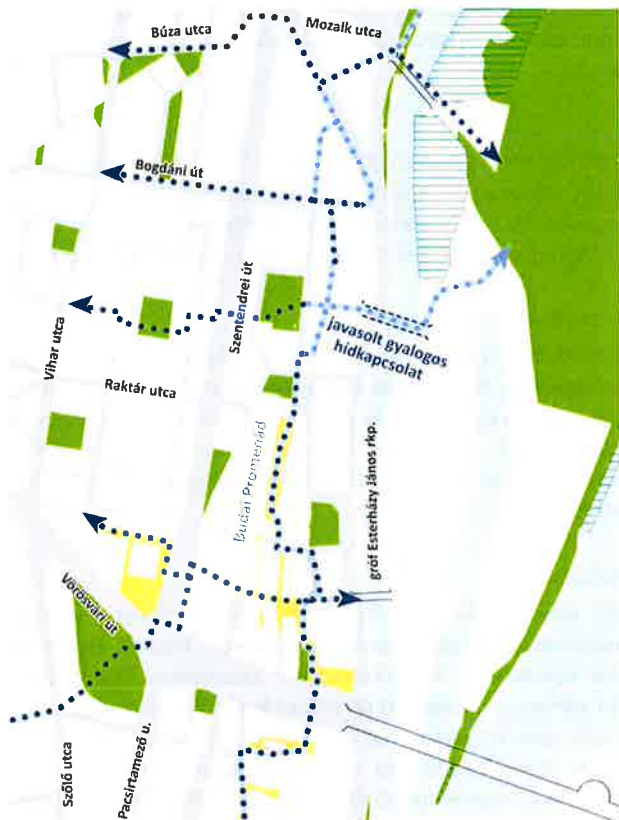 Búza utca
Mozaik utca
Bogdáni út
Szentendrei út
Vihar utca
javasolt gyalogos
hídkapcsolat
Raktár utca
Budai Promenád
gróf Esterházy János rkp.
Vörösvári út
Szőlő utca
Pacsirtamező u.